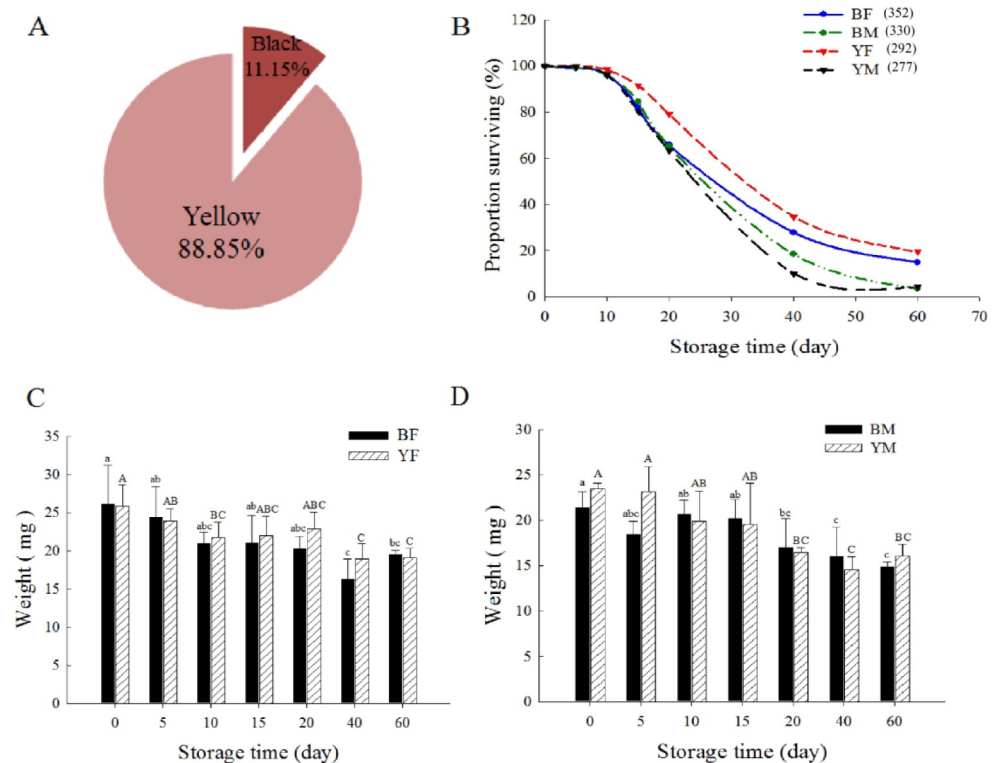 A
Black
11.15%
Yellow
88.85%
B
BF (352)
BM (330)
YF (292)
YM (277)
Proportion surviving (%)
120
100
80
60
40
20
0
0 10 20 30 40 50 60 70
Storage time (day)
C
BF
YF
Weight ( mg )
35
30
25
20
15
10
5
0
a A ab AB abc BC ab ABC abc ABC c C bc C
0 5 10 15 20 40 60
Storage time (day)
D
BM
YM
Weight ( mg )
30
25
20
15
10
5
0
a A abc A ab AB ab AB bc BC c C c BC
0 5 10 15 20 40 60
Storage time (day)